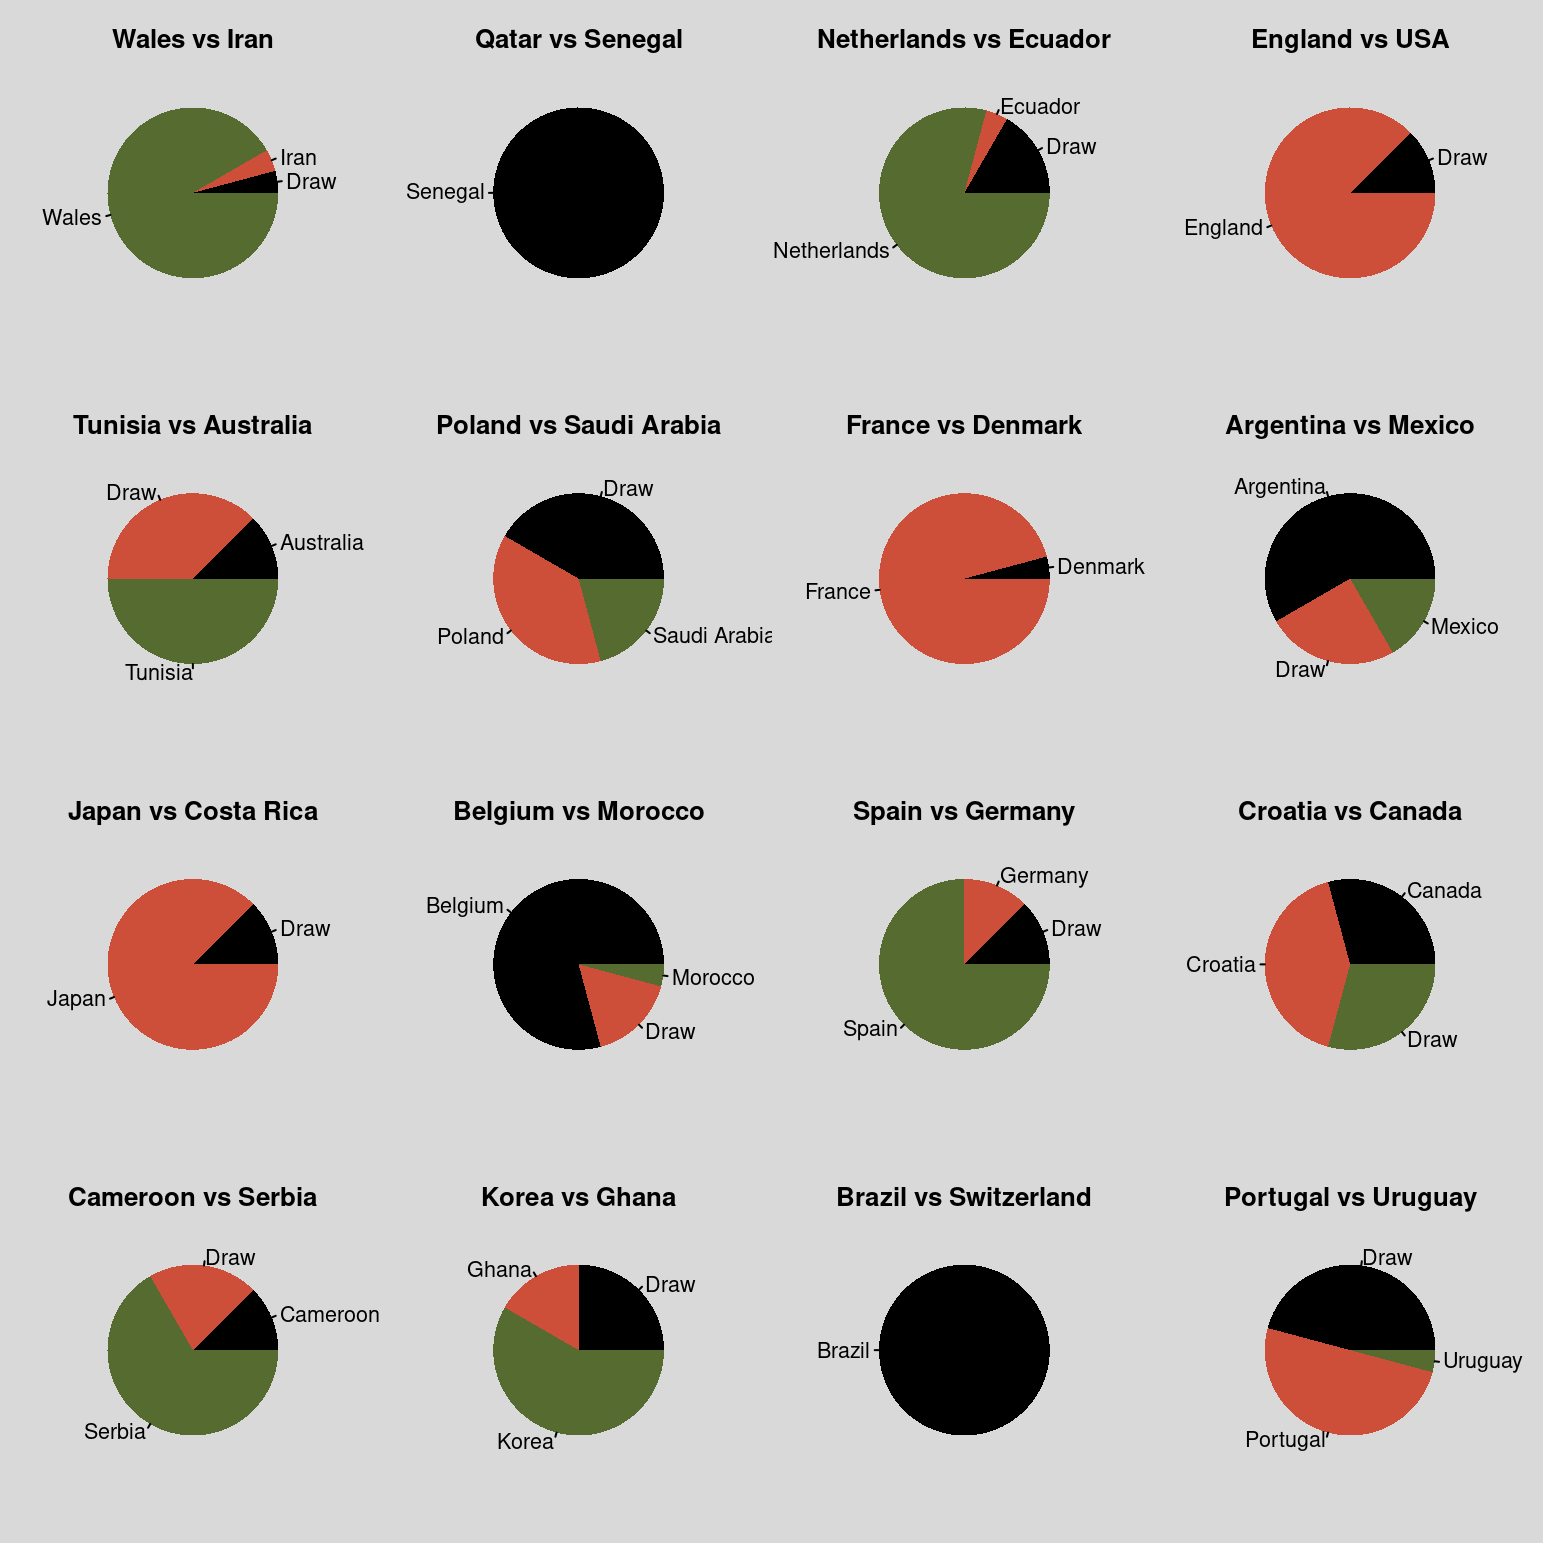 Wales vs Iran
Iran
Draw
Wales
Qatar vs Senegal
Senegal
Netherlands vs Ecuador
Ecuador
Draw
Netherlands
England vs USA
Draw
England
Tunisia vs Australia
Draw
Australia
Tunisia
Poland vs Saudi Arabia
Draw
Poland
Saudi Arabia
France vs Denmark
Denmark
France
Argentina vs Mexico
Argentina
Mexico
Draw
Japan vs Costa Rica
Draw
Japan
Belgium vs Morocco
Belgium
Morocco
Draw
Spain vs Germany
Germany
Draw
Spain
Croatia vs Canada
Canada
Croatia
Draw
Cameroon vs Serbia
Draw
Cameroon
Serbia
Korea vs Ghana
Ghana
Draw
Korea
Brazil vs Switzerland
Brazil
Portugal vs Uruguay
Draw
Uruguay
Portugal